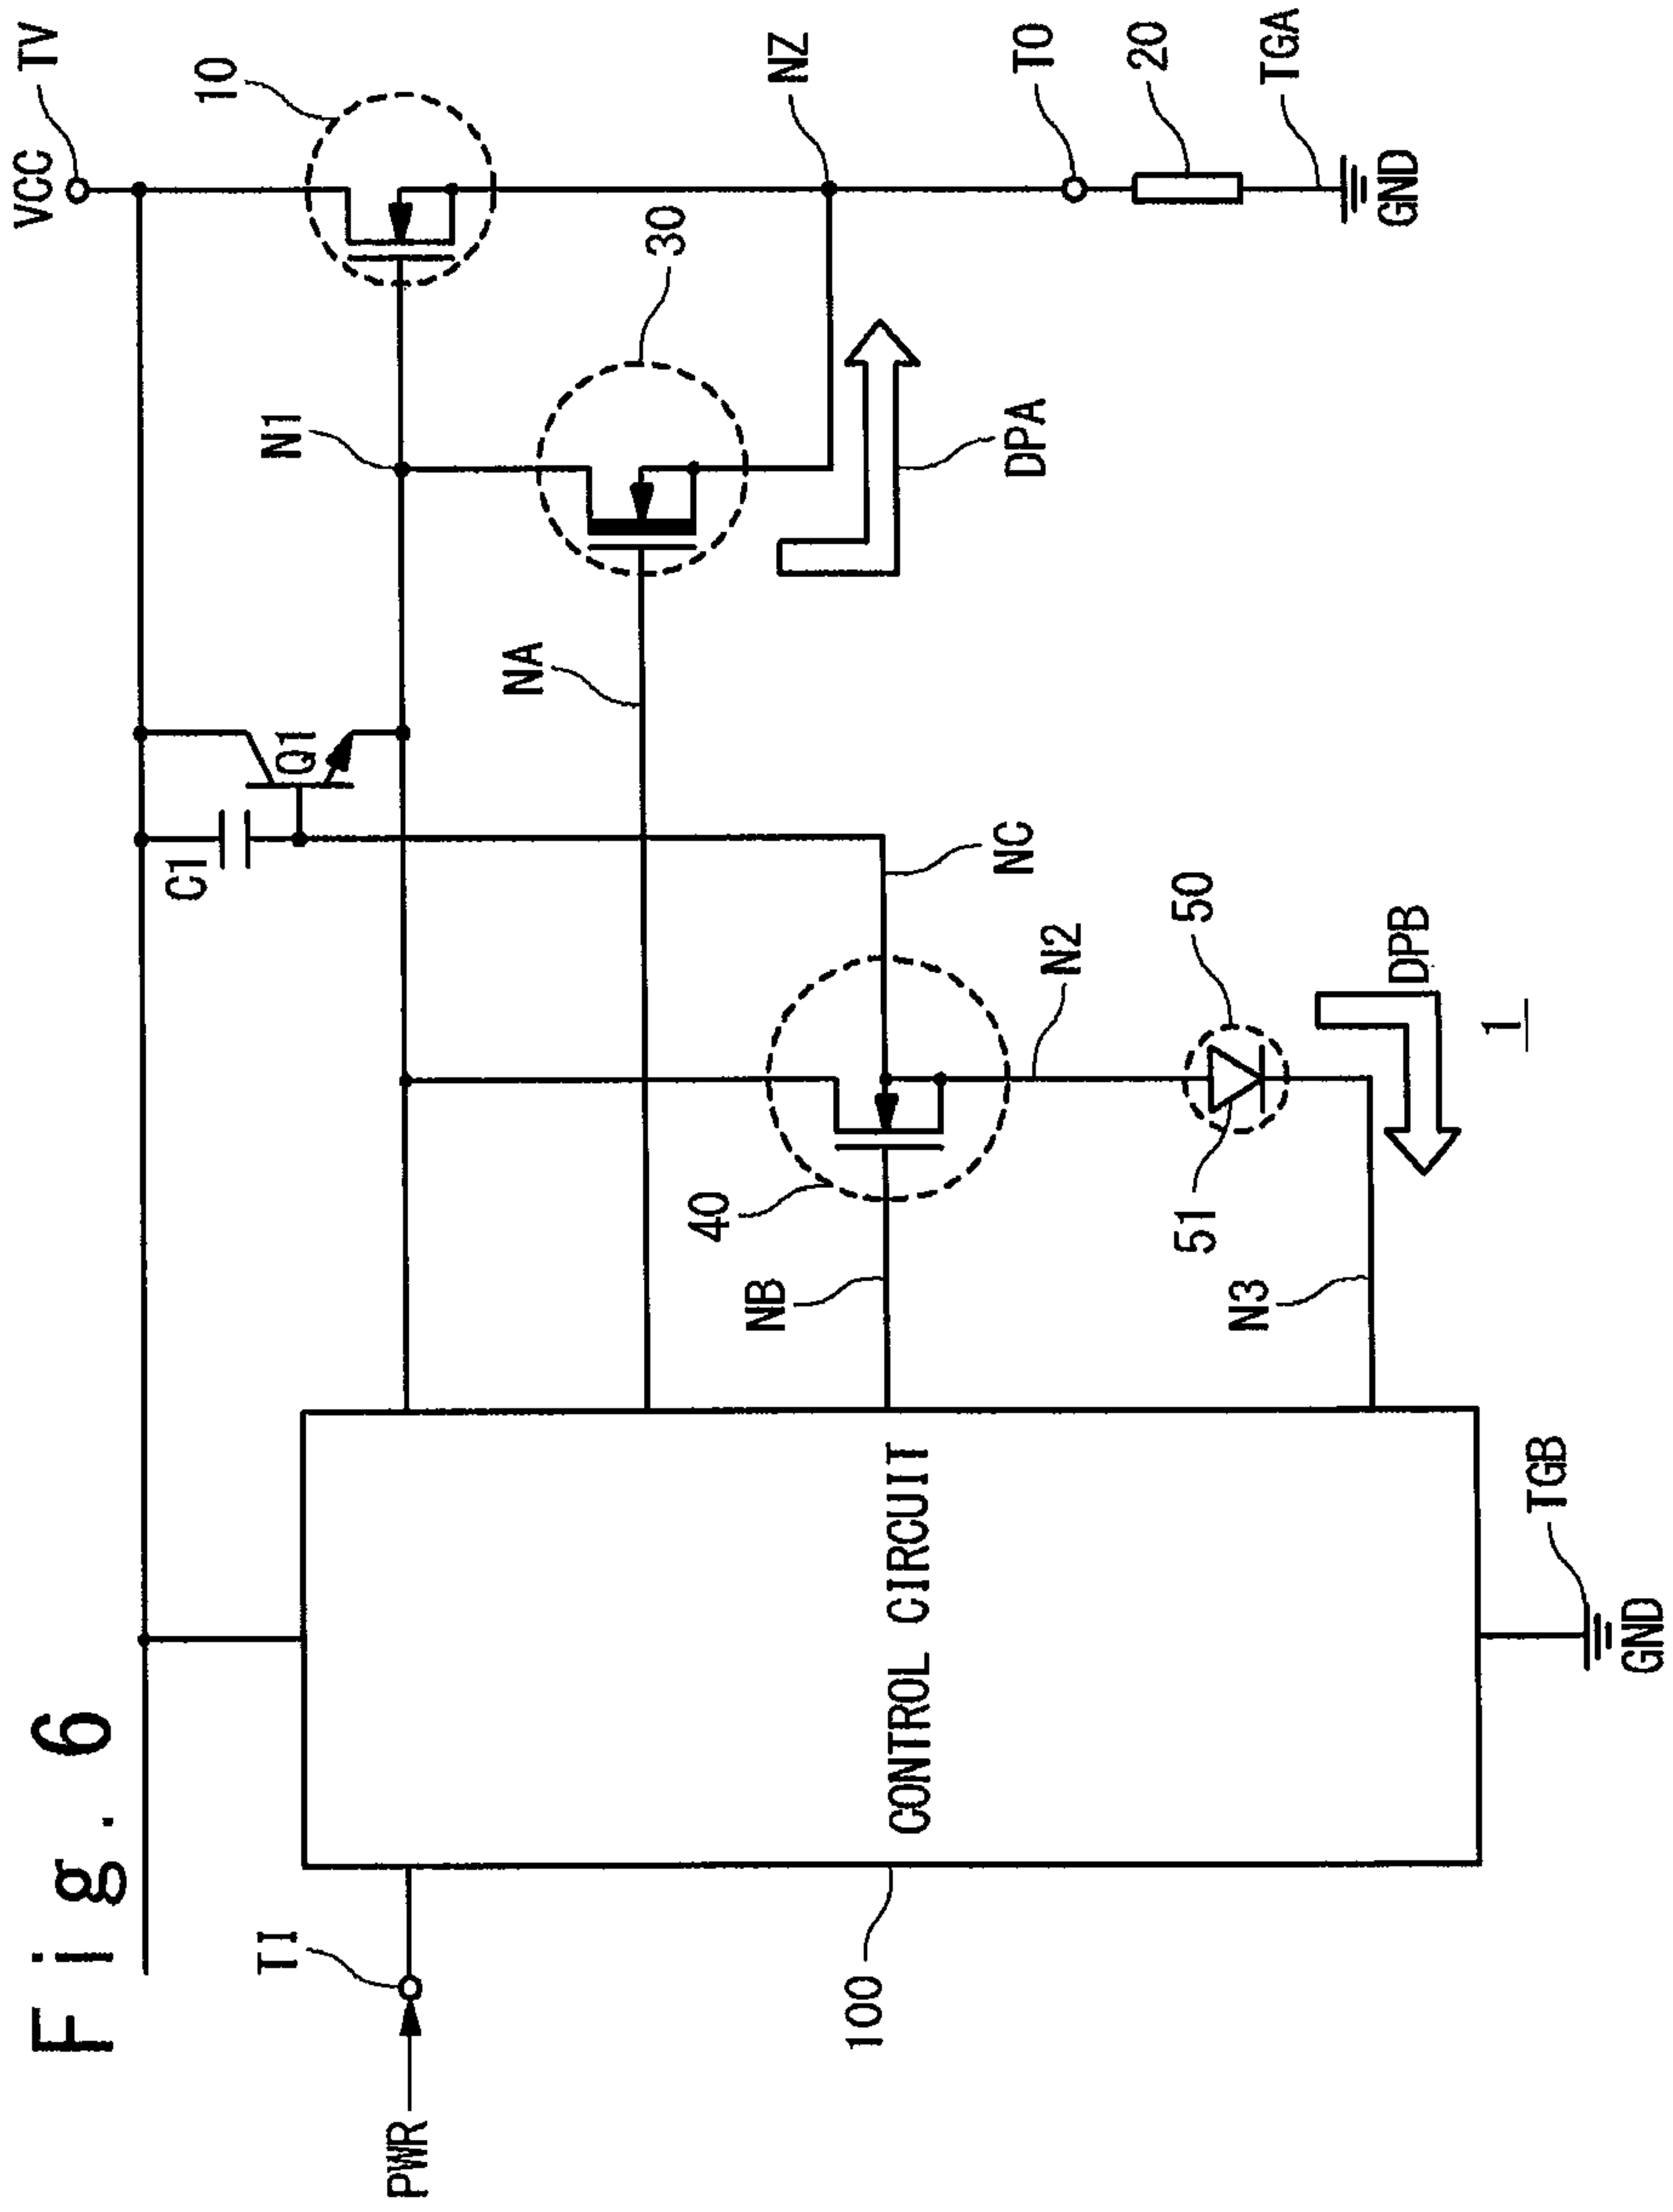 Fig. 6
VCC
TV
10
C1
Q1
N1
30
NZ
TI
PWR
NA
40
NC
NB
N2
DPA
TO
20
TGA
GND
100
CONTROL CIRCUIT
50
51
N3
DPB
1
TGB
GND